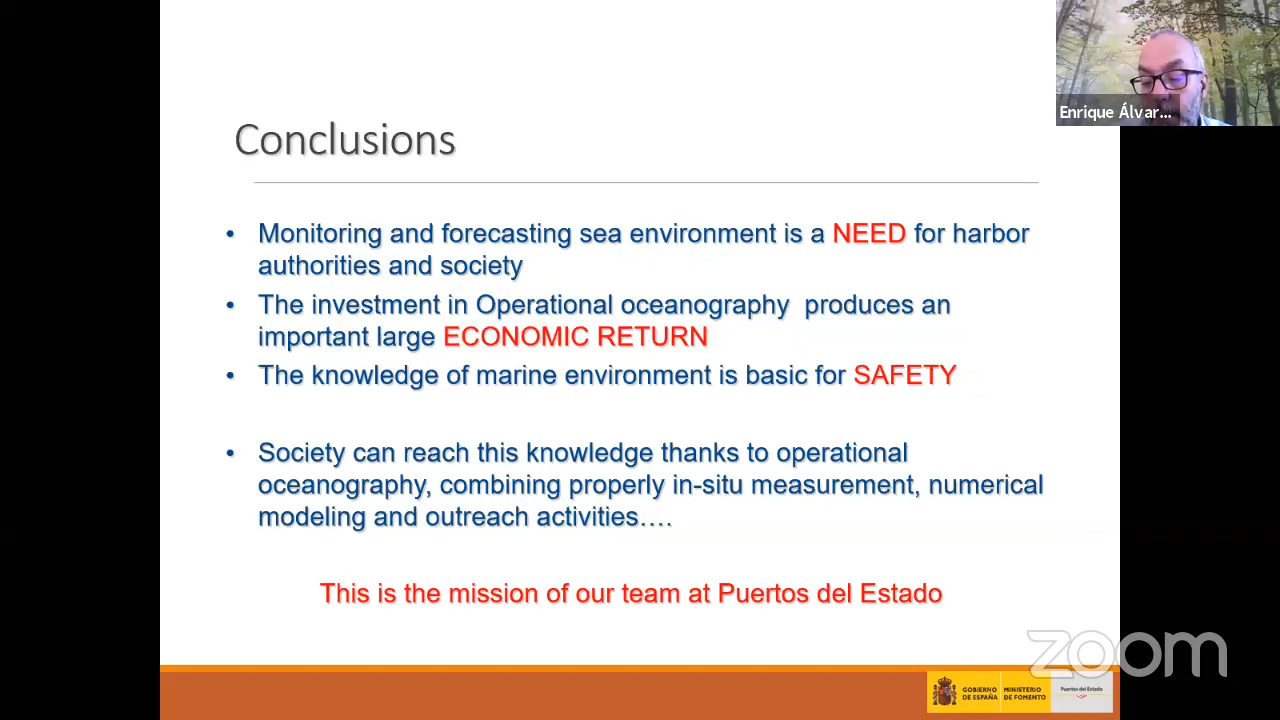 Enrique Álvar...
Conclusions
• Monitoring and forecasting sea environment is a NEED for harbor
authorities and society
• The investment in Operational oceanography produces an
important large ECONOMIC RETURN
• The knowledge of marine environment is basic for SAFETY
• Society can reach this knowledge thanks to operational
oceanography, combining properly in-situ measurement, numerical
modeling and outreach activities….
This is the mission of our team at Puertos del Estado
zoom
GOBIERNO
DE ESPAÑA
MINISTERIO
DE FOMENTO
Puertos del Estado